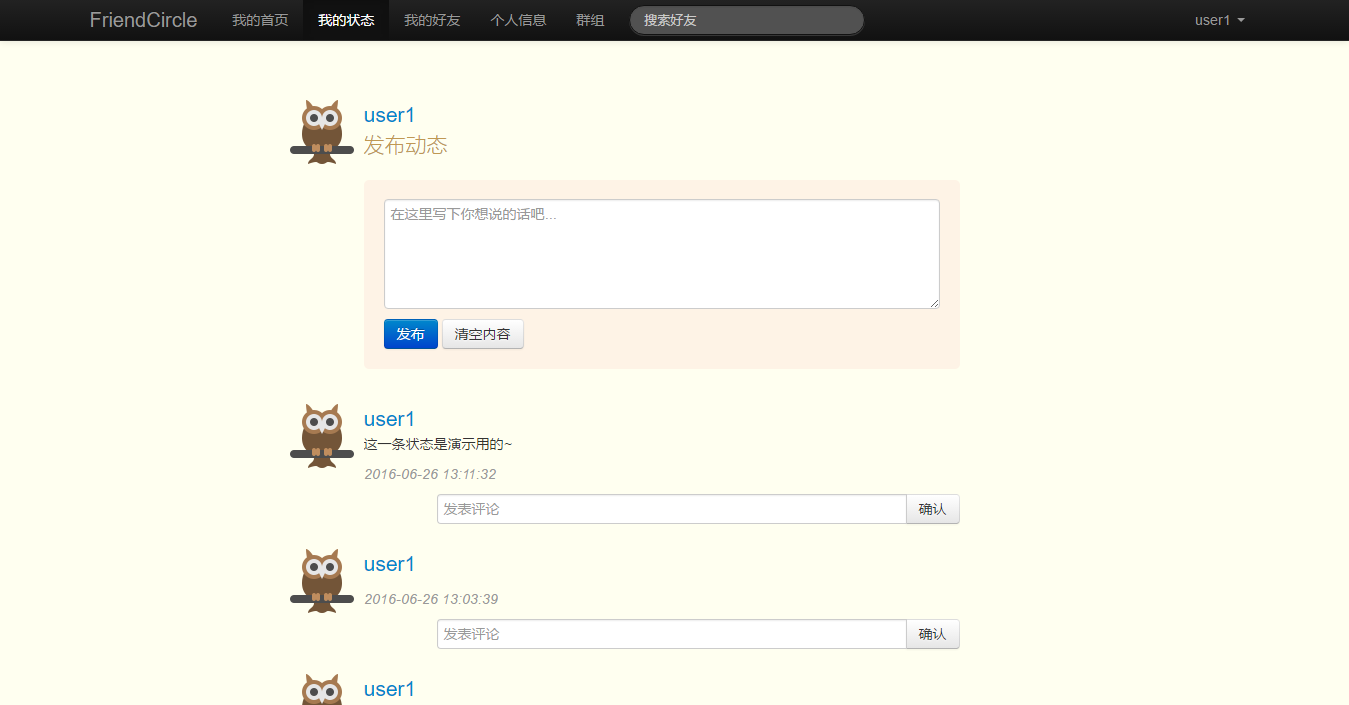 FriendCircle 我的首页 我的状态 我的好友 个人信息 群组 搜索好友 user1
user1
发布动态
在这里写下你想说的话吧...
发布 清空内容
user1
这一条状态是演示用的~
2016-06-26 13:11:32
发表评论 确认
user1
2016-06-26 13:03:39
发表评论 确认
user1